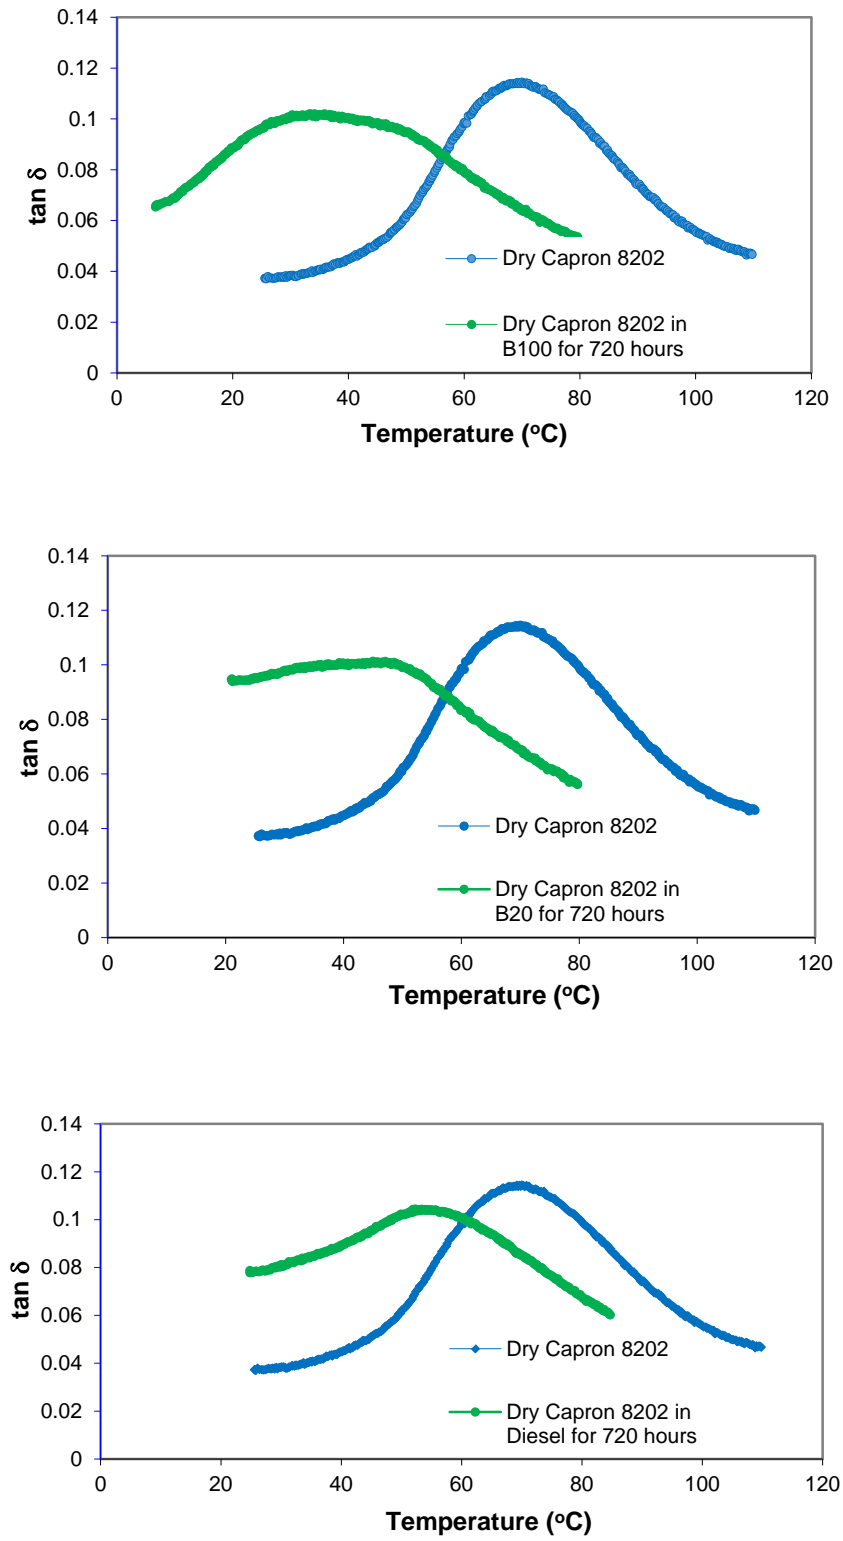 0.14
0.12
0.1
0.08
0.06
0.04
0.02
0
tan δ
Dry Capron 8202
Dry Capron 8202 in
B100 for 720 hours
0 20 40 60 80 100 120
Temperature (oC)
0.14
0.12
0.1
0.08
0.06
0.04
0.02
0
tan δ
Dry Capron 8202
Dry Capron 8202 in
B20 for 720 hours
0 20 40 60 80 100 120
Temperature (oC)
0.14
0.12
0.1
0.08
0.06
0.04
0.02
0
tan δ
Dry Capron 8202
Dry Capron 8202 in
Diesel for 720 hours
0 20 40 60 80 100 120
Temperature (oC)